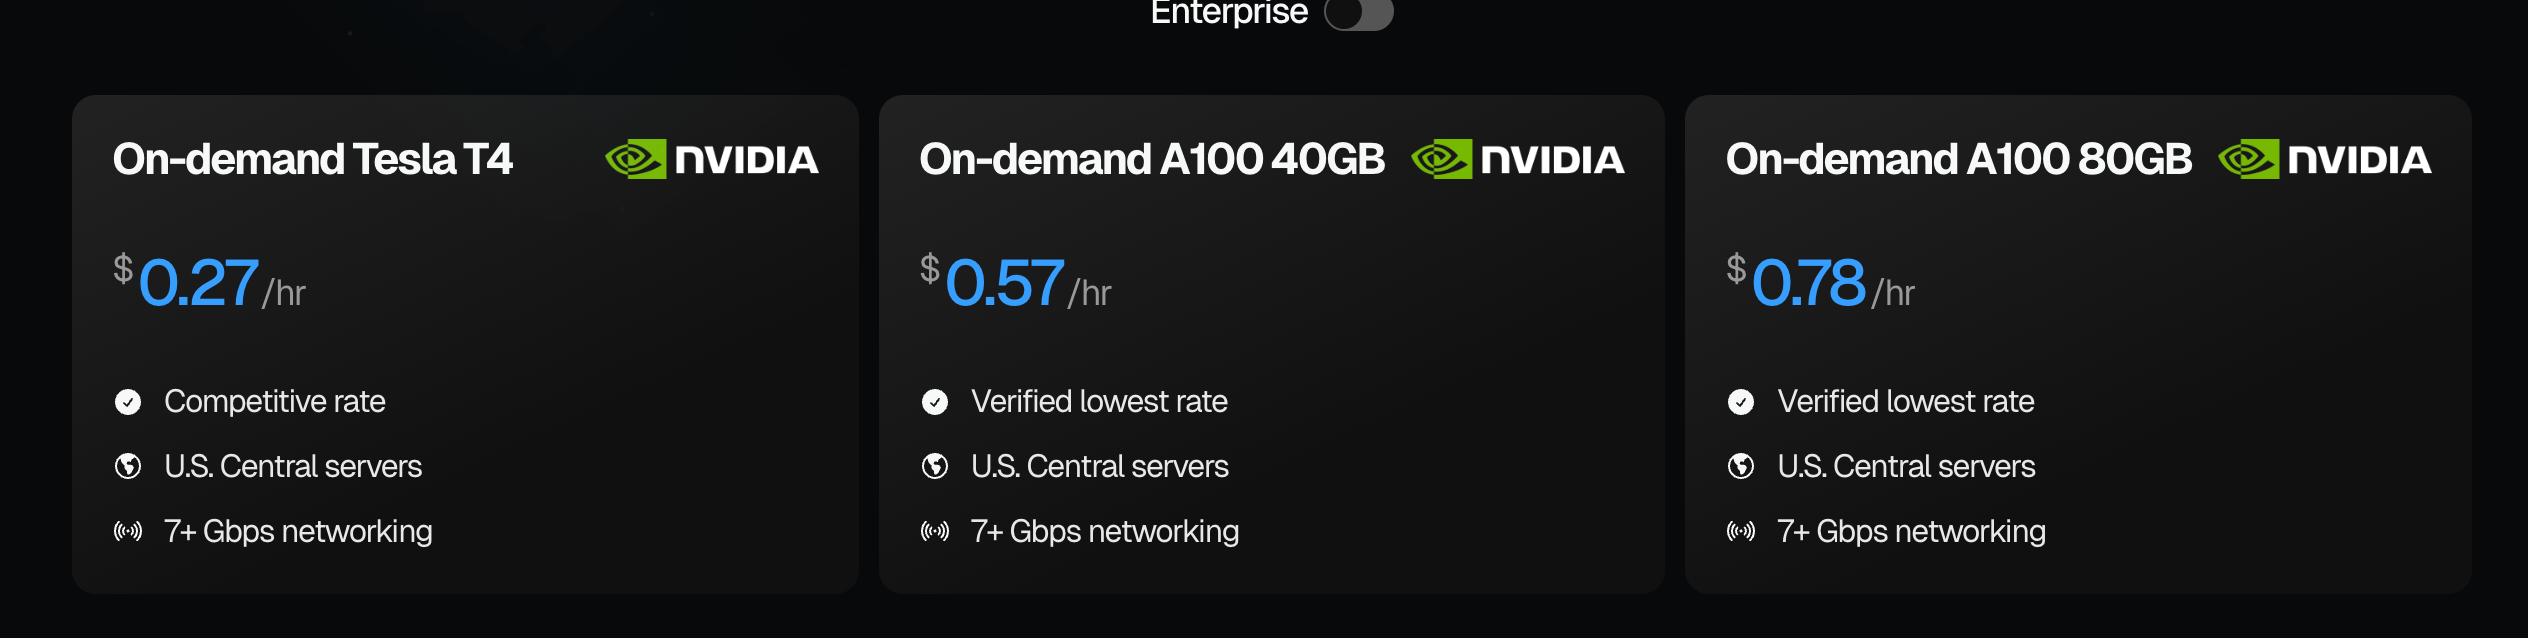 Enterprise
On-demand Tesla T4
NVIDIA
$0.27/hr
Competitive rate
U.S. Central servers
7+ Gbps networking
On-demand A100 40GB
NVIDIA
$0.57/hr
Verified lowest rate
U.S. Central servers
7+ Gbps networking
On-demand A100 80GB
NVIDIA
$0.78/hr
Verified lowest rate
U.S. Central servers
7+ Gbps networking